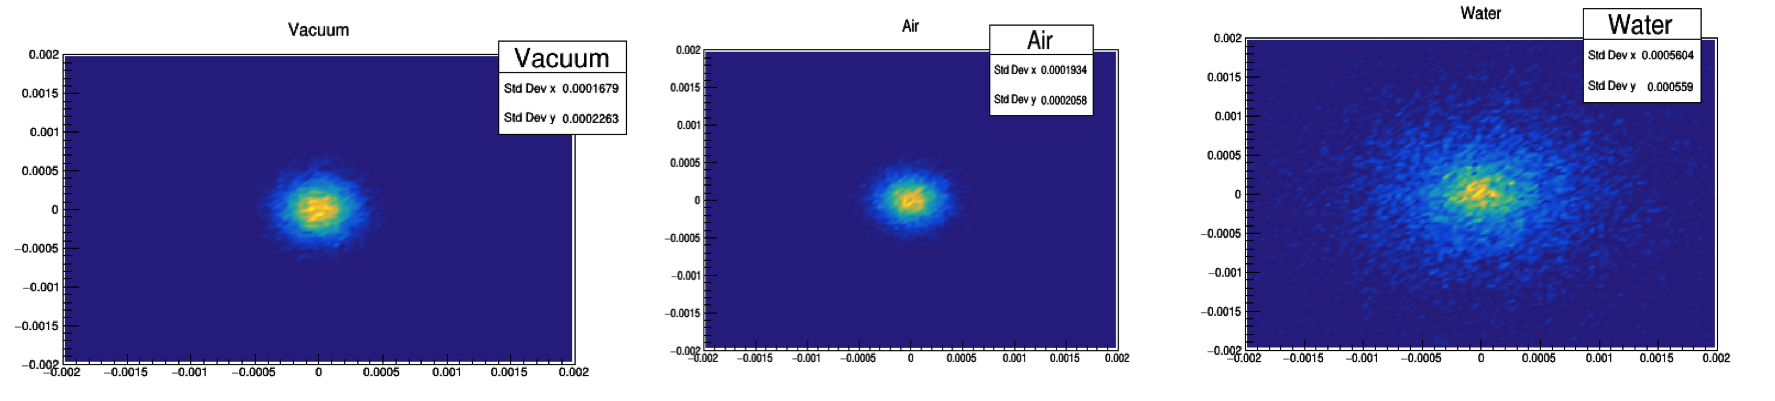 Vacuum
Vacuum
Std Dev x 0.0001679
Std Dev y 0.0002263
0.002
0.0015
0.001
0.0005
0
−0.0005
−0.001
−0.0015
−0.002
−0.002 −0.0015 −0.001 −0.0005 0 0.0005 0.001 0.0015 0.002
Air
Air
Std Dev x 0.0001934
Std Dev y 0.0002058
0.002
0.0015
0.001
0.0005
0
−0.0005
−0.001
−0.0015
−0.002
−0.002 −0.0015 −0.001 −0.0005 0 0.0005 0.001 0.0015 0.002
Water
Water
Std Dev x 0.0005604
Std Dev y 0.000559
0.002
0.0015
0.001
0.0005
0
−0.0005
−0.001
−0.0015
−0.002
−0.002 −0.0015 −0.001 −0.0005 0 0.0005 0.001 0.0015 0.002